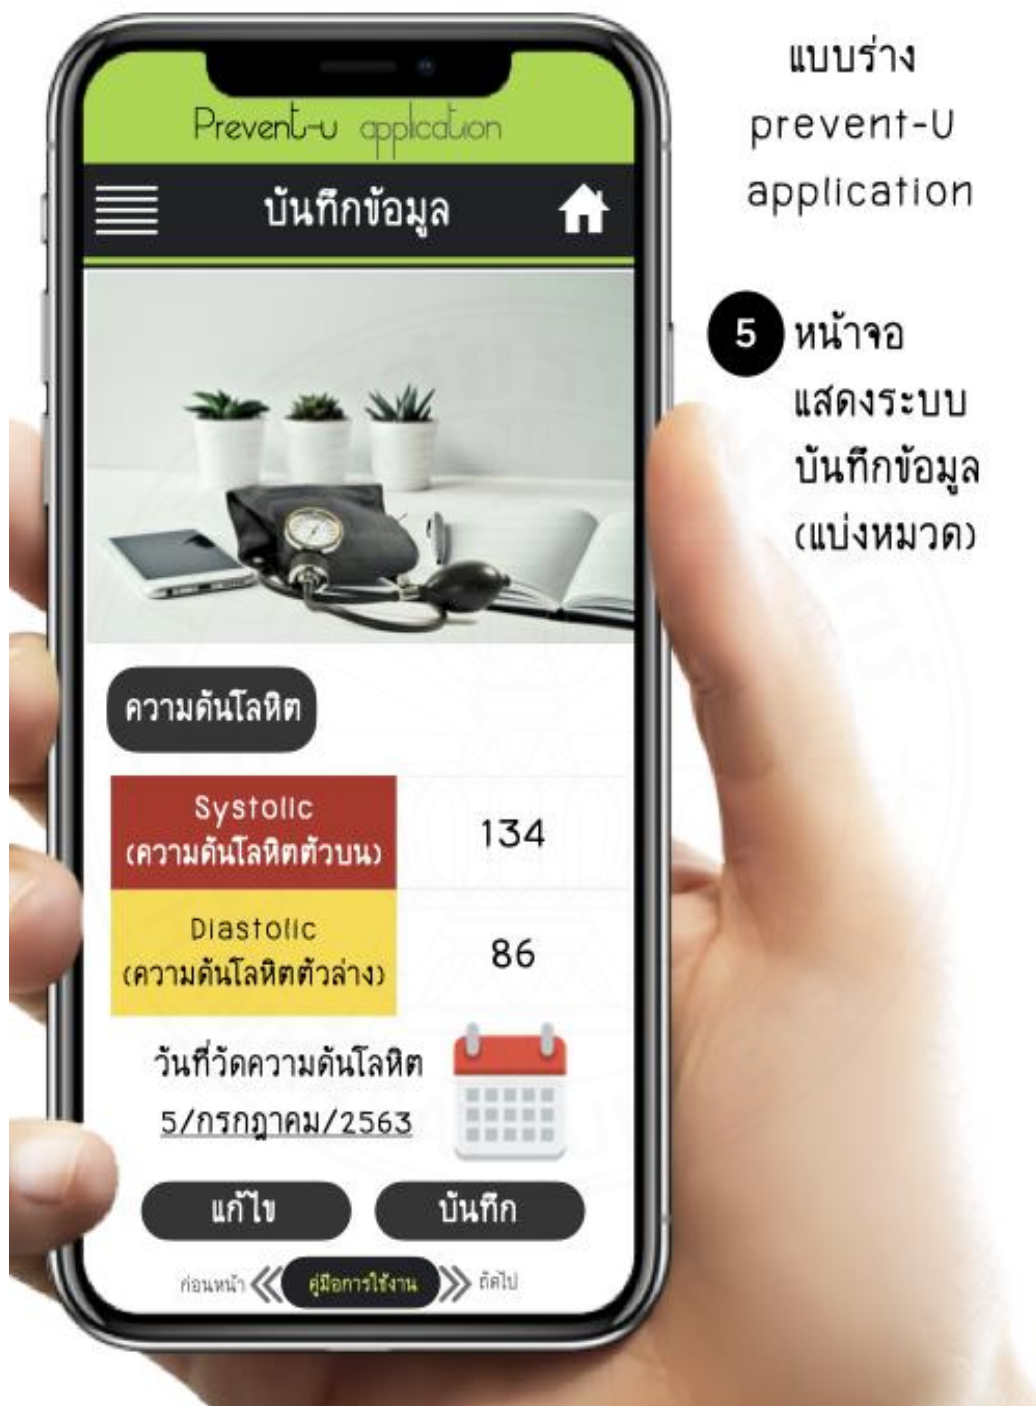 Prevent-u application
บันทึกข้อมูล
ความดันโลหิต
Systolic
(ความดันโลหิตตัวบน)
134
Diastolic
(ความดันโลหิตตัวล่าง)
86
วันที่วัดความดันโลหิต
5/กรกฎาคม/2563
แก้ไข
บันทึก
ก่อนหน้า
คู่มือการใช้งาน
ถัดไป
แบบร่าง
prevent-U
application
5 หน้าจอ
แสดงระบบ
บันทึกข้อมูล
(แบ่งหมวด)